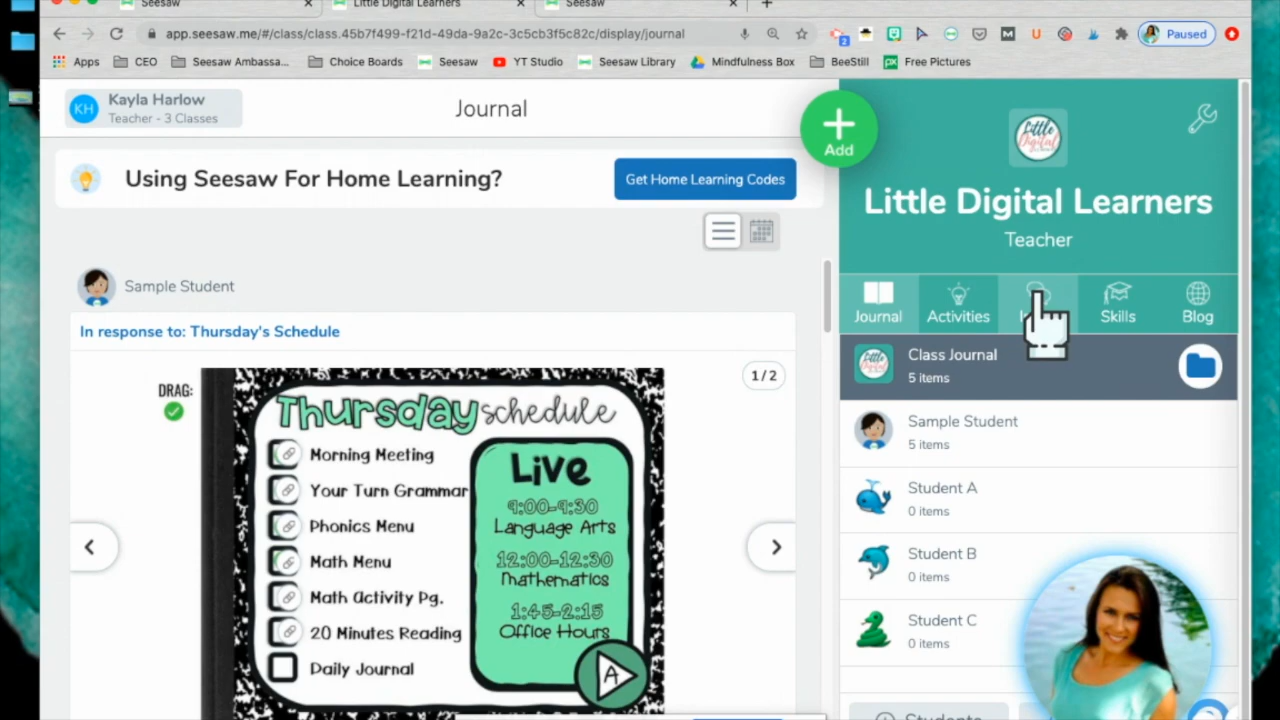 Seesaw
Little Digital Learners
Seesaw
app.seesaw.me/#/class/class.45b7f499-f21d-49da-9a2c-3c5cb3f5c82c/display/journal
2
Paused
Apps
CEO
Seesaw Ambassa...
Choice Boards
Seesaw
YT Studio
Seesaw Library
Mindfulness Box
BeeStill
Free Pictures
KH
Kayla Harlow
Teacher - 3 Classes
Journal
Add
Using Seesaw For Home Learning?
Get Home Learning Codes
Sample Student
In response to: Thursday's Schedule
DRAG:
1 / 2
Thursday schedule
Morning Meeting
Your Turn Grammar
Phonics Menu
Math Menu
Math Activity Pg.
20 Minutes Reading
Daily Journal
Live
9:00-9:30
Language Arts
12:00-12:30
Mathematics
1:45-2:15
Office Hours
A
Little
Digital
Little Digital Learners
Teacher
Journal
Activities
Skills
Blog
Class Journal
5 items
Sample Student
5 items
Student A
0 items
Student B
0 items
Student C
0 items
Students